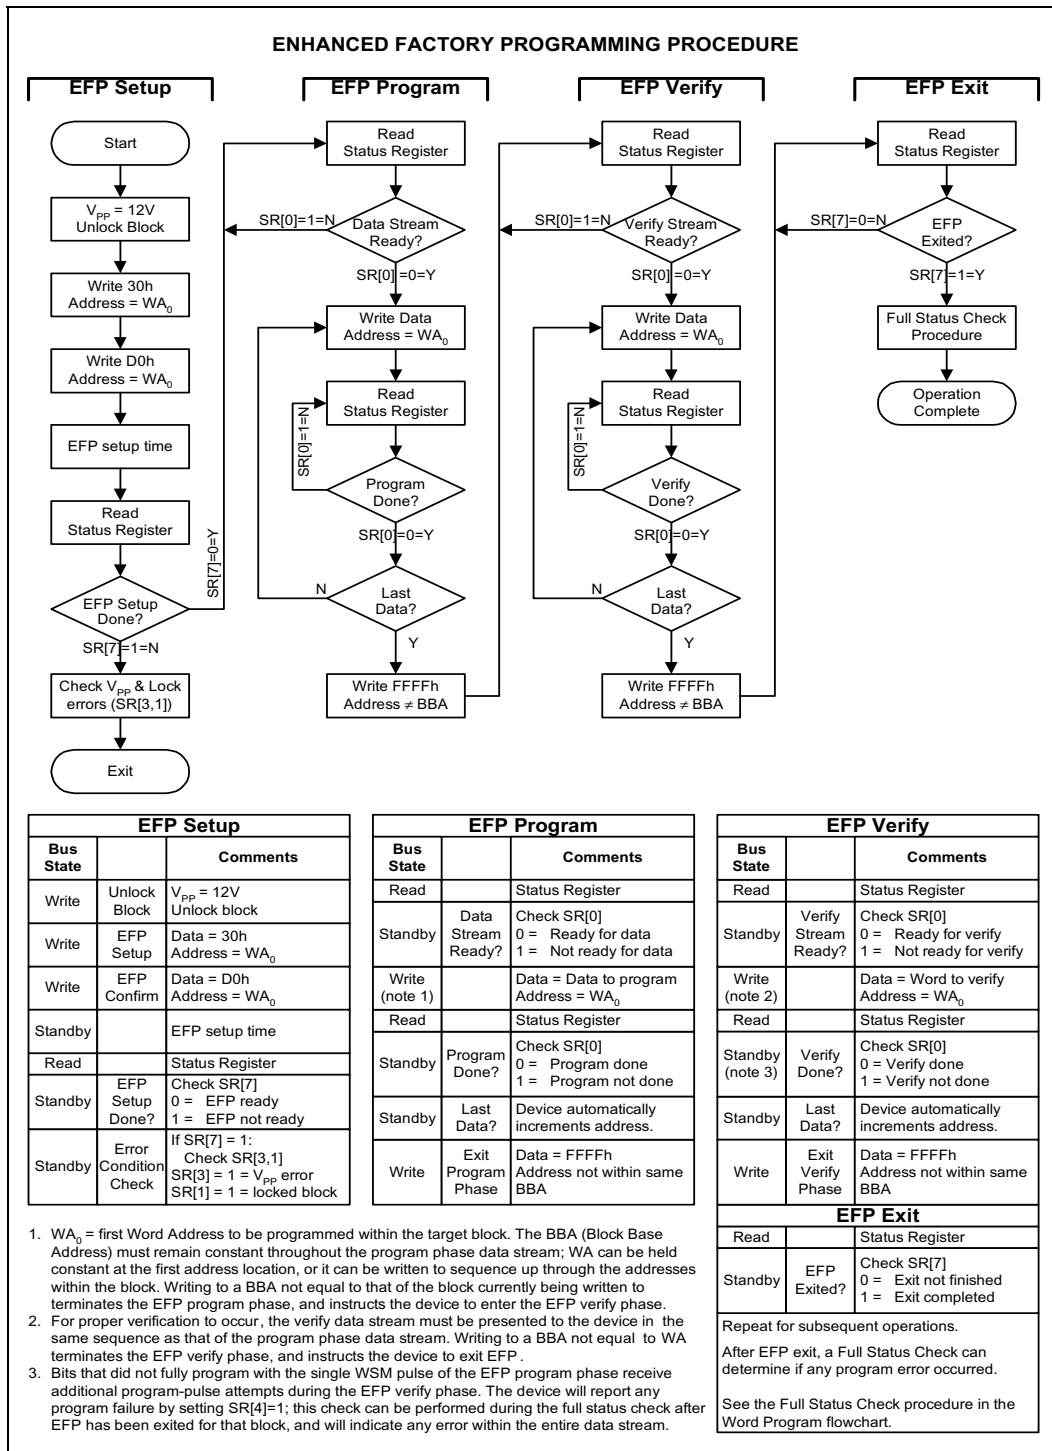 ENHANCED FACTORY PROGRAMMING PROCEDURE
EFP Setup
Start
VPP = 12V
Unlock Block
Write 30h
Address = WA0
Write D0h
Address = WA0
EFP setup time
Read
Status Register
EFP Setup
Done?
SR[7]=0=Y
SR[7]=1=N
Check VPP & Lock
errors (SR[3,1])
Exit
EFP Program
Read
Status Register
SR[0]=1=N
Data Stream
Ready?
SR[0] =0=Y
Write Data
Address = WA0
Read
Status Register
SR[0]=1=N
Program
Done?
SR[0]=0=Y
N
Last
Data?
Y
Write FFFFh
Address ≠ BBA
EFP Verify
Read
Status Register
SR[0]=1=N
Verify Stream
Ready?
SR[0] =0=Y
Write Data
Address = WA0
Read
Status Register
SR[0]=1=N
Verify
Done?
SR[0]=0=Y
N
Last
Data?
Y
Write FFFFh
Address ≠ BBA
EFP Exit
Read
Status Register
SR[7]=0=N
EFP
Exited?
SR[7]=1=Y
Full Status Check
Procedure
Operation
Complete
EFP Setup
Bus
State
Comments
Write
Unlock
Block
VPP = 12V
Unlock block
Write
EFP
Setup
Data = 30h
Address = WA0
Write
EFP
Confirm
Data = D0h
Address = WA0
Standby
EFP setup time
Read
Status Register
Standby
EFP
Setup
Done?
Check SR[7]
0 = EFP ready
1 = EFP not ready
Standby
Error
Condition
Check
If SR[7] = 1:
Check SR[3,1]
SR[3] = 1 = VPP error
SR[1] = 1 = locked block
EFP Program
Bus
State
Comments
Read
Status Register
Standby
Data
Stream
Ready?
Check SR[0]
0 = Ready for data
1 = Not ready for data
Write
(note 1)
Data = Data to program
Address = WA0
Read
Status Register
Standby
Program
Done?
Check SR[0]
0 = Program done
1 = Program not done
Standby
Last
Data?
Device automatically
increments address.
Write
Exit
Program
Phase
Data = FFFFh
Address not within same
BBA
EFP Verify
Bus
State
Comments
Read
Status Register
Standby
Verify
Stream
Ready?
Check SR[0]
0 = Ready for verify
1 = Not ready for verify
Write
(note 2)
Data = Word to verify
Address = WA0
Read
Status Register
Standby
(note 3)
Verify
Done?
Check SR[0]
0 = Verify done
1 = Verify not done
Standby
Last
Data?
Device automatically
increments address.
Write
Exit
Verify
Phase
Data = FFFFh
Address not within same
BBA
EFP Exit
Read
Status Register
Standby
EFP
Exited?
Check SR[7]
0 = Exit not finished
1 = Exit completed
Repeat for subsequent operations.
After EFP exit, a Full Status Check can
determine if any program error occurred.
See the Full Status Check procedure in the
Word Program flowchart.
1. WA0 = first Word Address to be programmed within the target block. The BBA (Block Base
Address) must remain constant throughout the program phase data stream; WA can be held
constant at the first address location, or it can be written to sequence up through the addresses
within the block. Writing to a BBA not equal to that of the block currently being written to
terminates the EFP program phase, and instructs the device to enter the EFP verify phase.
2. For proper verification to occur, the verify data stream must be presented to the device in the
same sequence as that of the program phase data stream. Writing to a BBA not equal to WA
terminates the EFP verify phase, and instructs the device to exit EFP .
3. Bits that did not fully program with the single WSM pulse of the EFP program phase receive
additional program-pulse attempts during the EFP verify phase. The device will report any
program failure by setting SR[4]=1; this check can be performed during the full status check after
EFP has been exited for that block, and will indicate any error within the entire data stream.